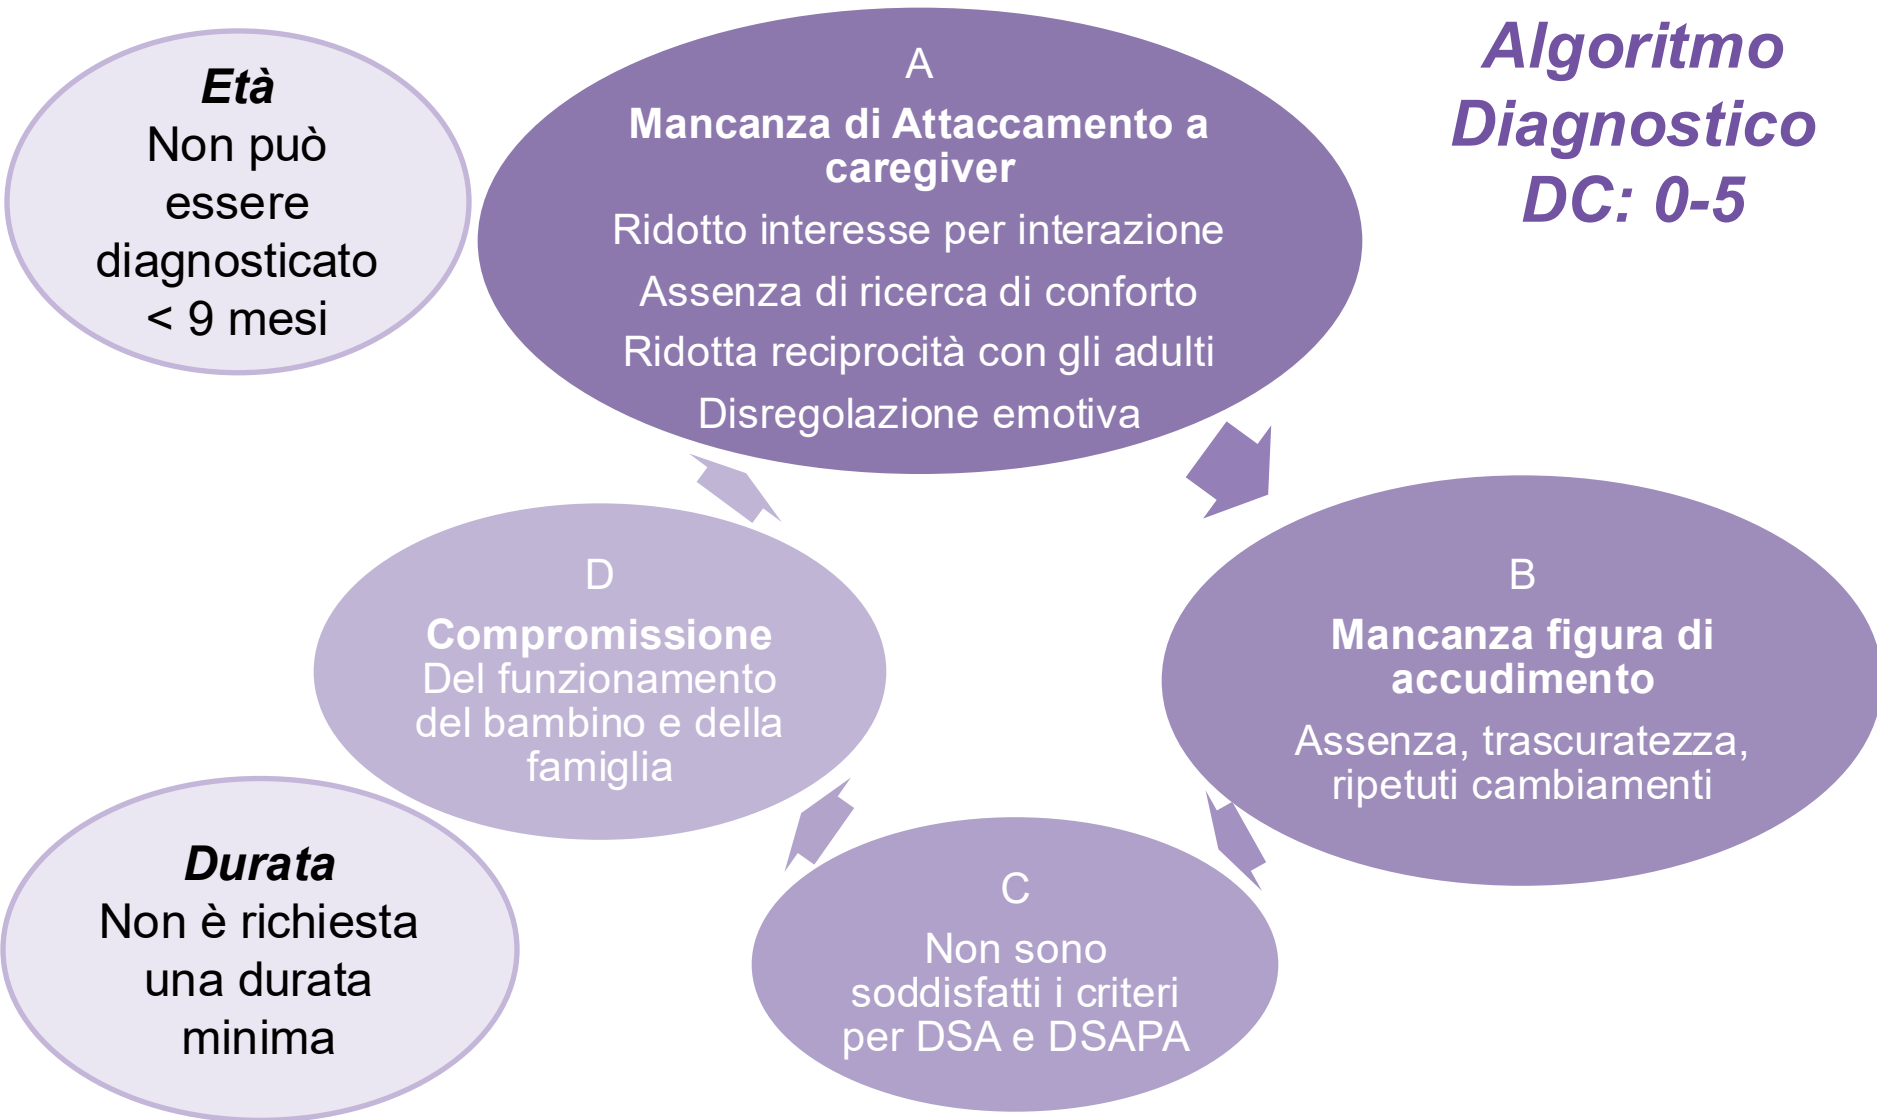 Algoritmo
Diagnostico
DC: 0-5
Età
Non può
essere
diagnosticato
< 9 mesi
A
Mancanza di Attaccamento a
caregiver
Ridotto interesse per interazione
Assenza di ricerca di conforto
Ridotta reciprocità con gli adulti
Disregolazione emotiva
B
Mancanza figura di
accudimento
Assenza, trascuratezza,
ripetuti cambiamenti
C
Non sono
soddisfatti i criteri
per DSA e DSAPA
D
Compromissione
Del funzionamento
del bambino e della
famiglia
Durata
Non è richiesta
una durata
minima